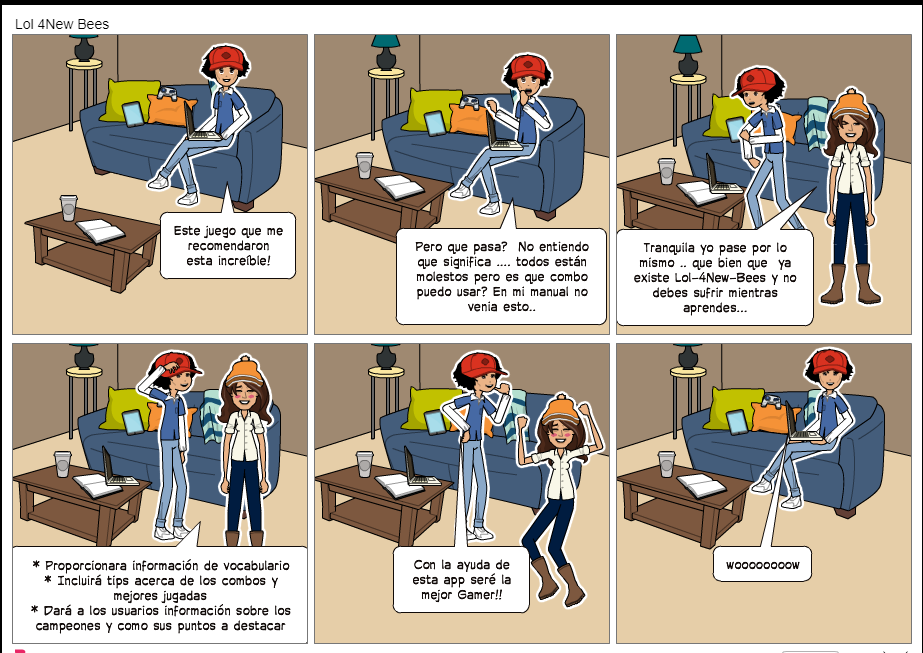 Lol 4New Bees
Este juego que me
recomendaron
esta increíble!
Pero que pasa? No entiendo
que significa .... todos están
molestos pero es que combo
puedo usar? En mi manual no
venia esto..
Tranquila yo pase por lo
mismo .. que bien que ya
existe Lol-4New-Bees y no
debes sufrir mientras
aprendes...
* Proporcionara información de vocabulario
* Incluirá tips acerca de los combos y
mejores jugadas
* Dará a los usuarios información sobre los
campeones y como sus puntos a destacar
Con la ayuda de
esta app seré la
mejor Gamer!!
wooooooooow